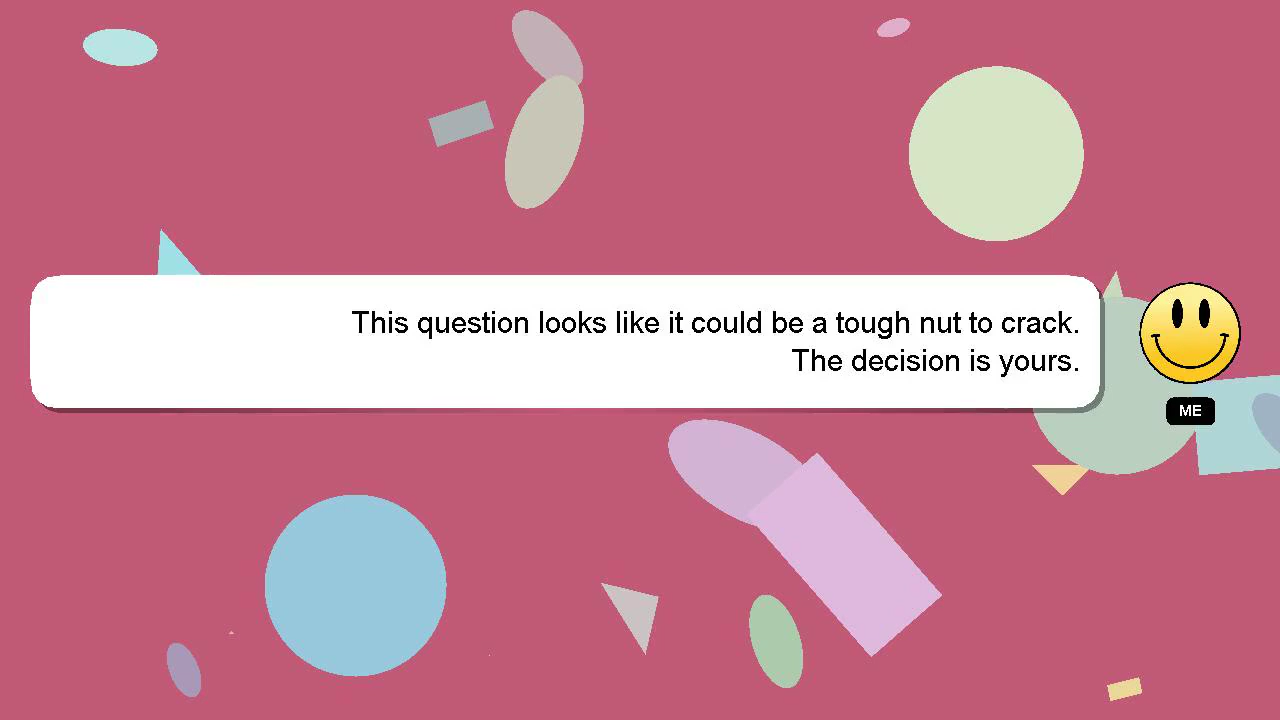 This question looks like it could be a tough nut to crack.
The decision is yours.
ME